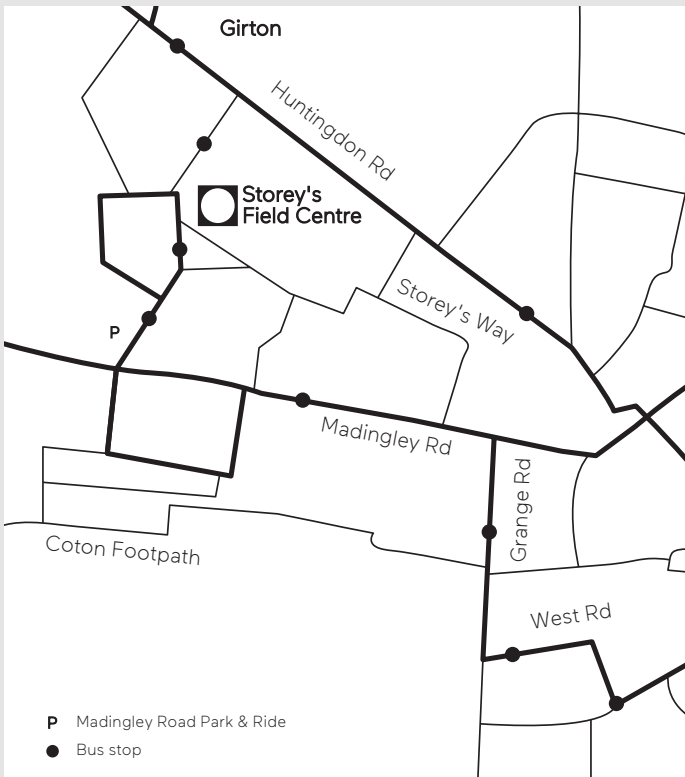 Girton
Huntingdon Rd
Storey's
Field Centre
Storey's Way
P
Madingley Rd
Grange Rd
Coton Footpath
West Rd
P Madingley Road Park & Ride
Bus stop